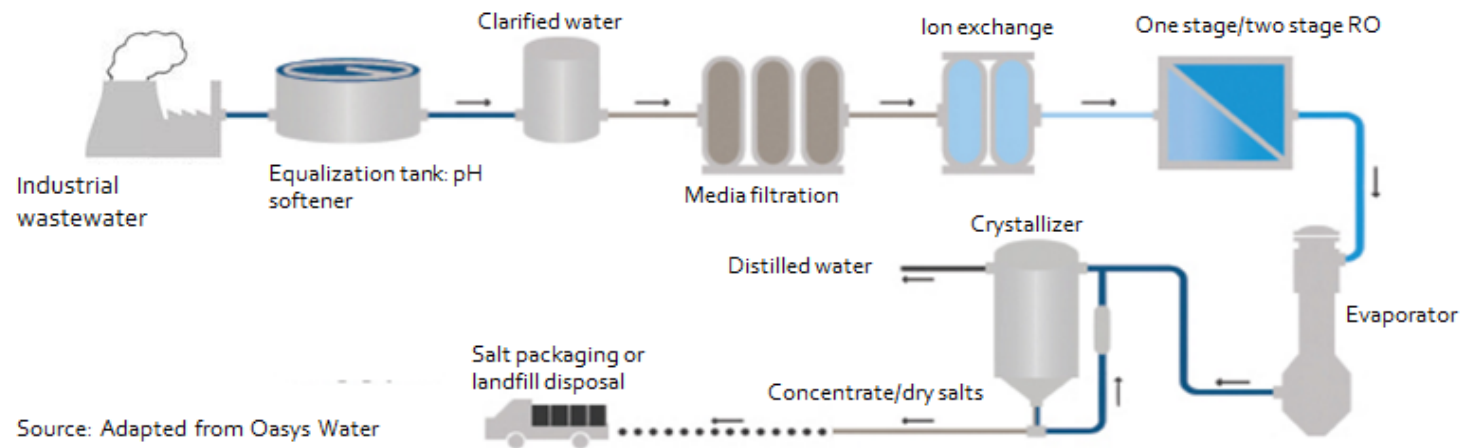 Clarified water
Ion exchange
One stage/two stage RO
Industrial
wastewater
Equalization tank: pH
softener
Media filtration
Crystallizer
Distilled water
Evaporator
Salt packaging or
landfill disposal
Concentrate/dry salts
Source: Adapted from Oasys Water